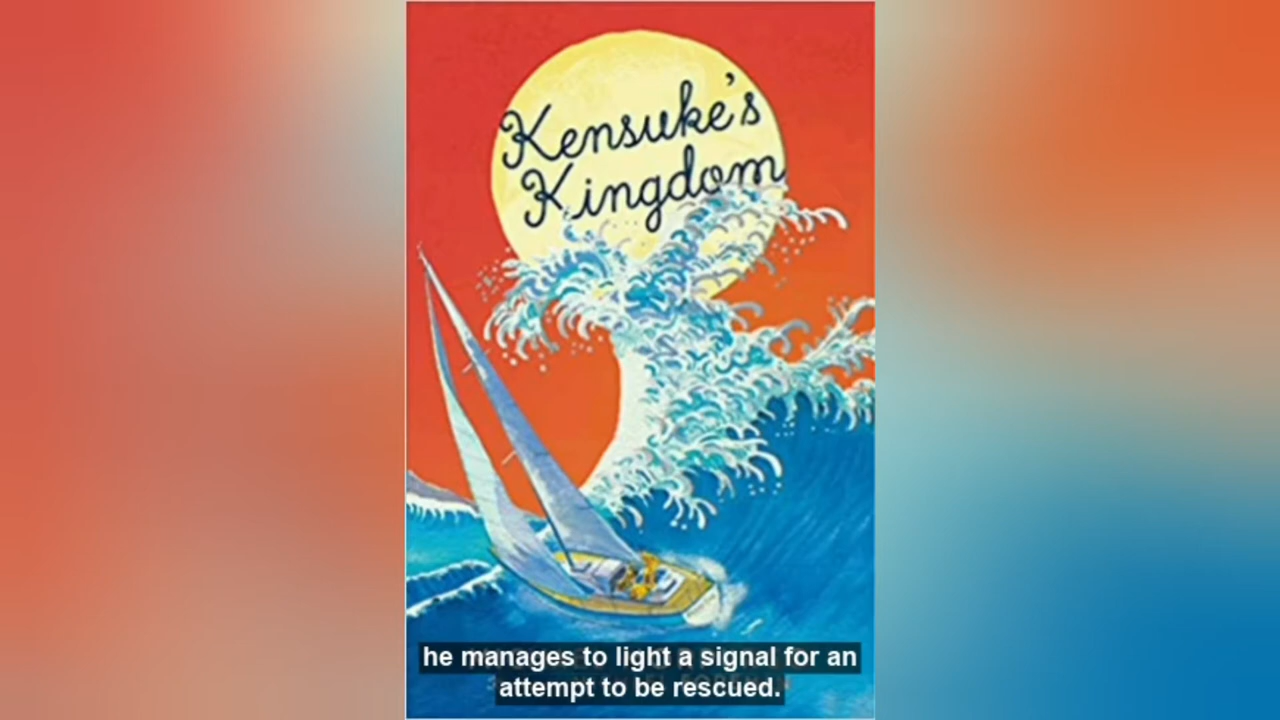 Kensuke's
Kingdom
he manages to light a signal for an
attempt to be rescued.